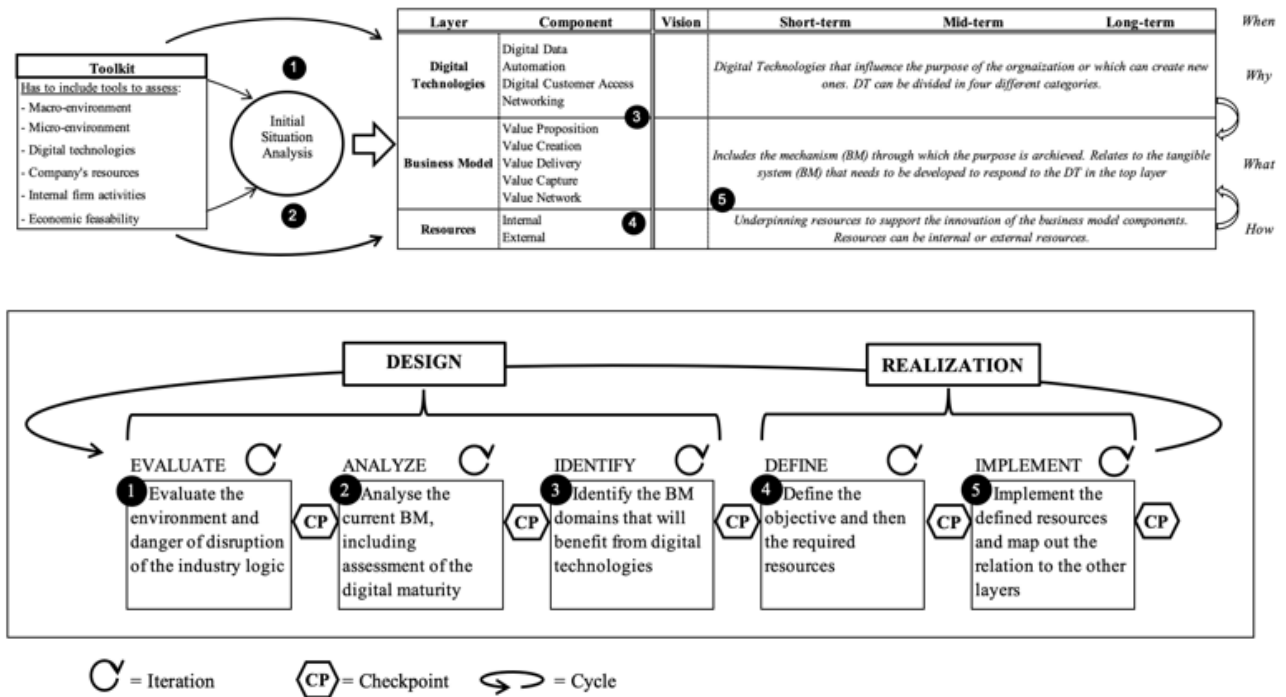 Layer Component Vision Short-term Mid-term Long-term When
Toolkit
Has to include tools to assess:
- Macro-environment
- Micro-environment
- Digital technologies
- Company's resources
- Internal firm activities
- Economic feasability
1
Initial
Situation
Analysis
2
Digital
Technologies
Digital Data
Automation
Digital Customer Access
Networking
3
Digital Technologies that influence the purpose of the orgnaization or which can create new
ones. DT can be divided in four different categories.
Why
Business Model
Value Proposition
Value Creation
Value Delivery
Value Capture
Value Network
Includes the mechanism (BM) through which the purpose is archieved. Relates to the tangible
system (BM) that needs to be developed to respond to the DT in the top layer
What
5
Resources
Internal
External
4
Underpinning resources to support the innovation of the business model components.
Resources can be internal or external resources.
How
DESIGN
REALIZATION
EVALUATE
1 Evaluate the
environment and
danger of disruption
of the industry logic
CP
ANALYZE
2 Analyse the
current BM,
including
assessment of the
digital maturity
CP
IDENTIFY
3 Identify the BM
domains that will
benefit from digital
technologies
CP
DEFINE
4 Define the
objective and then
the required
resources
CP
IMPLEMENT
5 Implement the
defined resources
and map out the
relation to the other
layers
CP
= Iteration
CP = Checkpoint
= Cycle